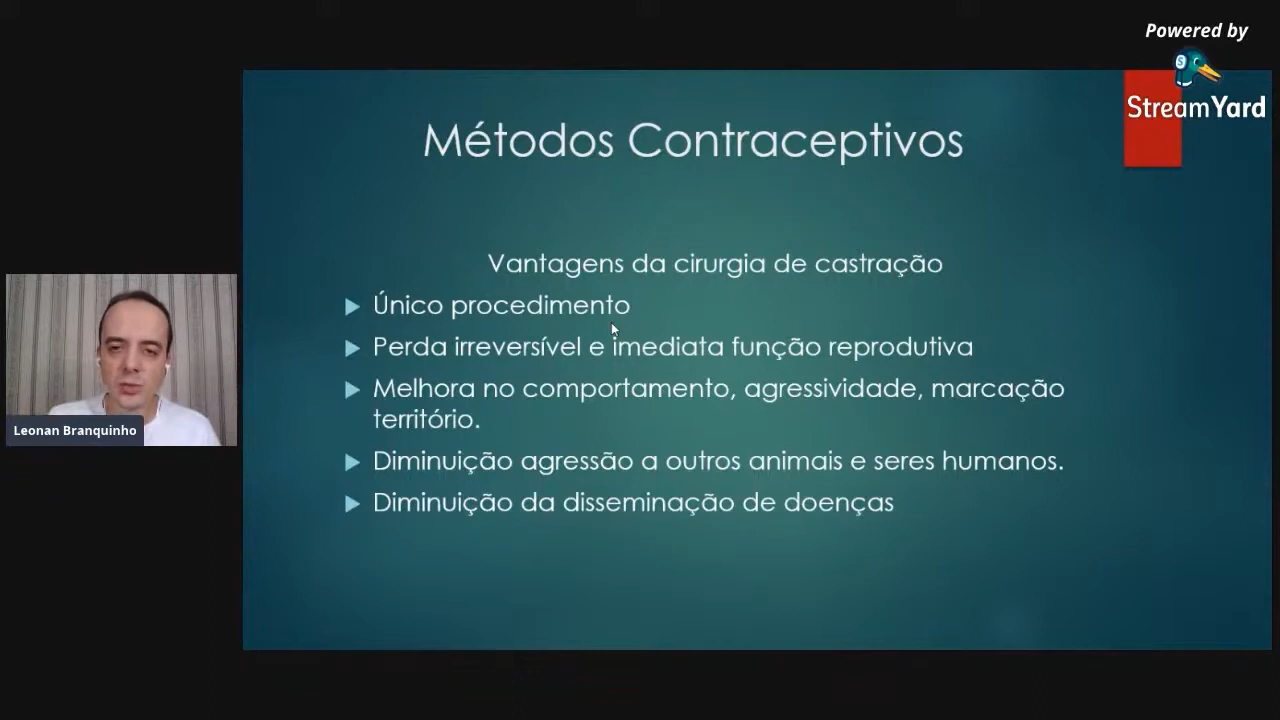 Powered by
StreamYard
Métodos Contraceptivos
Vantagens da cirurgia de castração
Único procedimento
Perda irreversível e imediata função reprodutiva
Melhora no comportamento, agressividade, marcação
território.
Diminuição agressão a outros animais e seres humanos.
Diminuição da disseminação de doenças
Leonan Branquinho